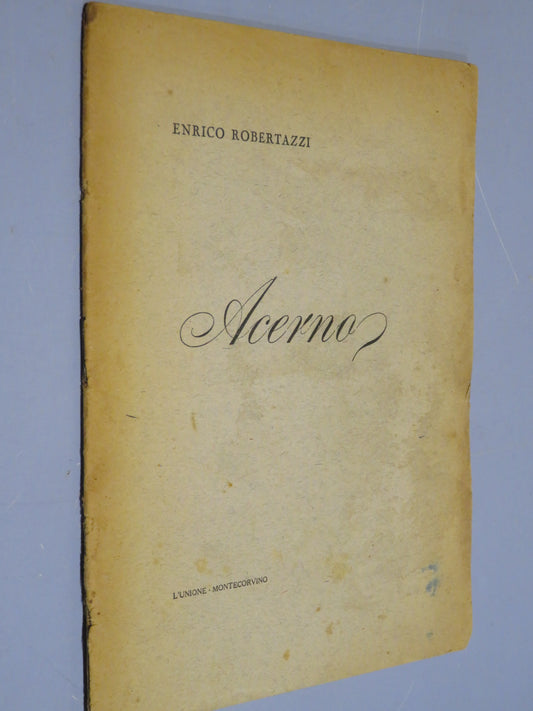 ENRICO ROBERTAZZI
Acerno
L'UNIONE - MONTECORVINO